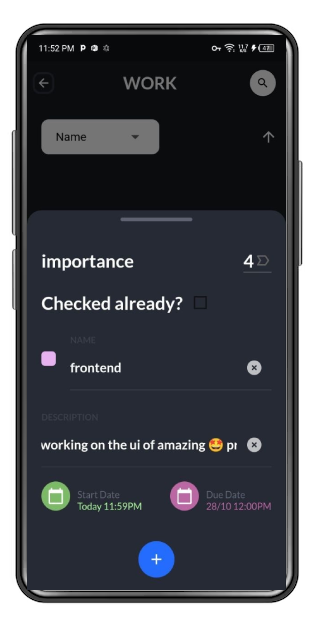 11:52 PM P
WORK
Name
importance
4
Checked already?
NAME
frontend
DESCRIPTION
working on the ui of amazing 🤩 pr
Start Date
Today 11:59PM
Due Date
28/10 12:00PM
+